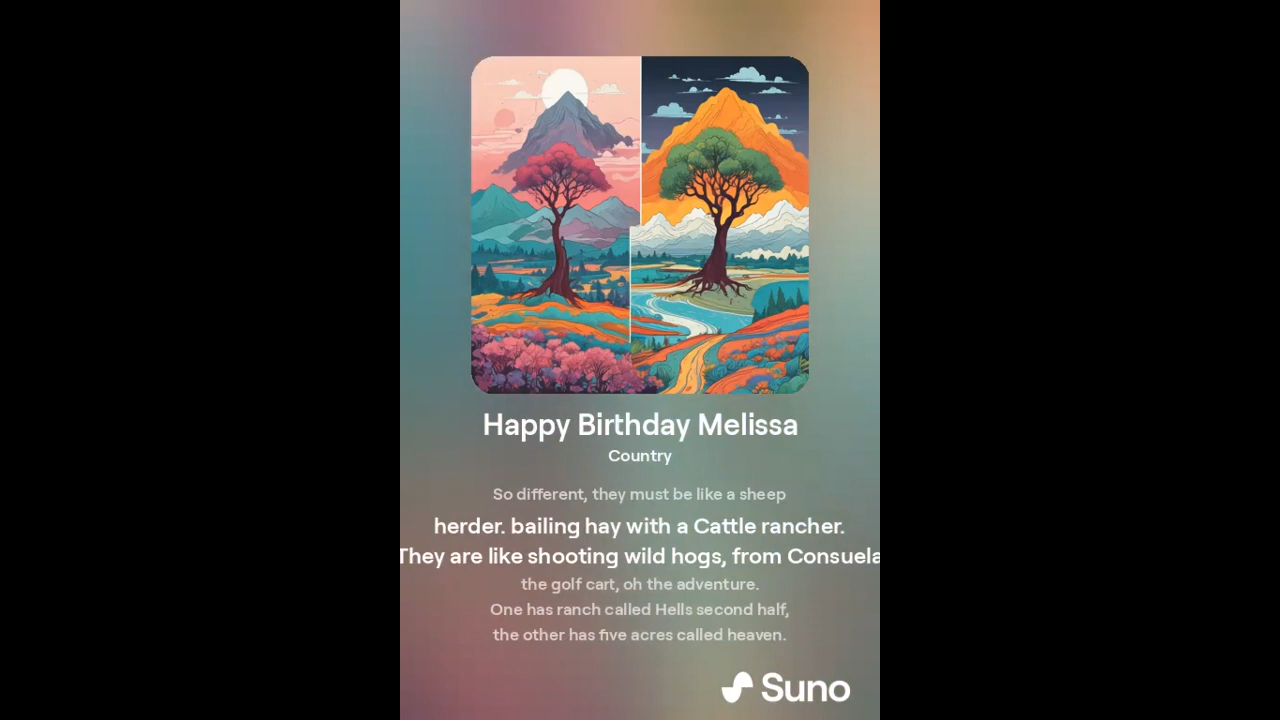 Happy Birthday Melissa
Country
So different, they must be like a sheep
herder. bailing hay with a Cattle rancher.
They are like shooting wild hogs, from Consuela
the golf cart, oh the adventure.
One has ranch called Hells second half,
the other has five acres called heaven.
Suno